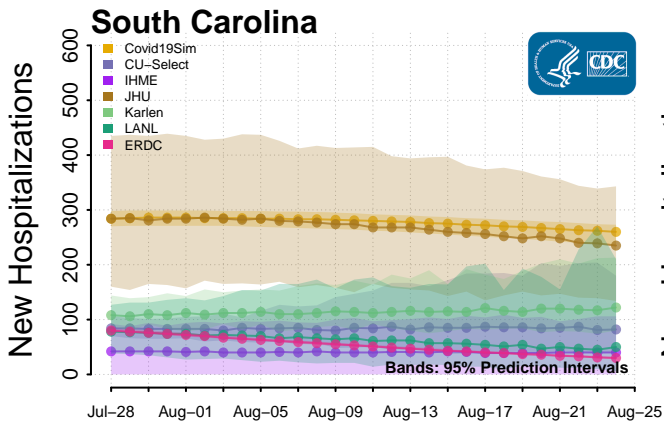 South Carolina
New Hospitalizations
600
500
400
300
200
100
0
Covid19Sim
CU−Select
IHME
JHU
Karlen
LANL
ERDC
CDC
Bands: 95% Prediction Intervals
Jul−28 Aug−01 Aug−05 Aug−09 Aug−13 Aug−17 Aug−21 Aug−25